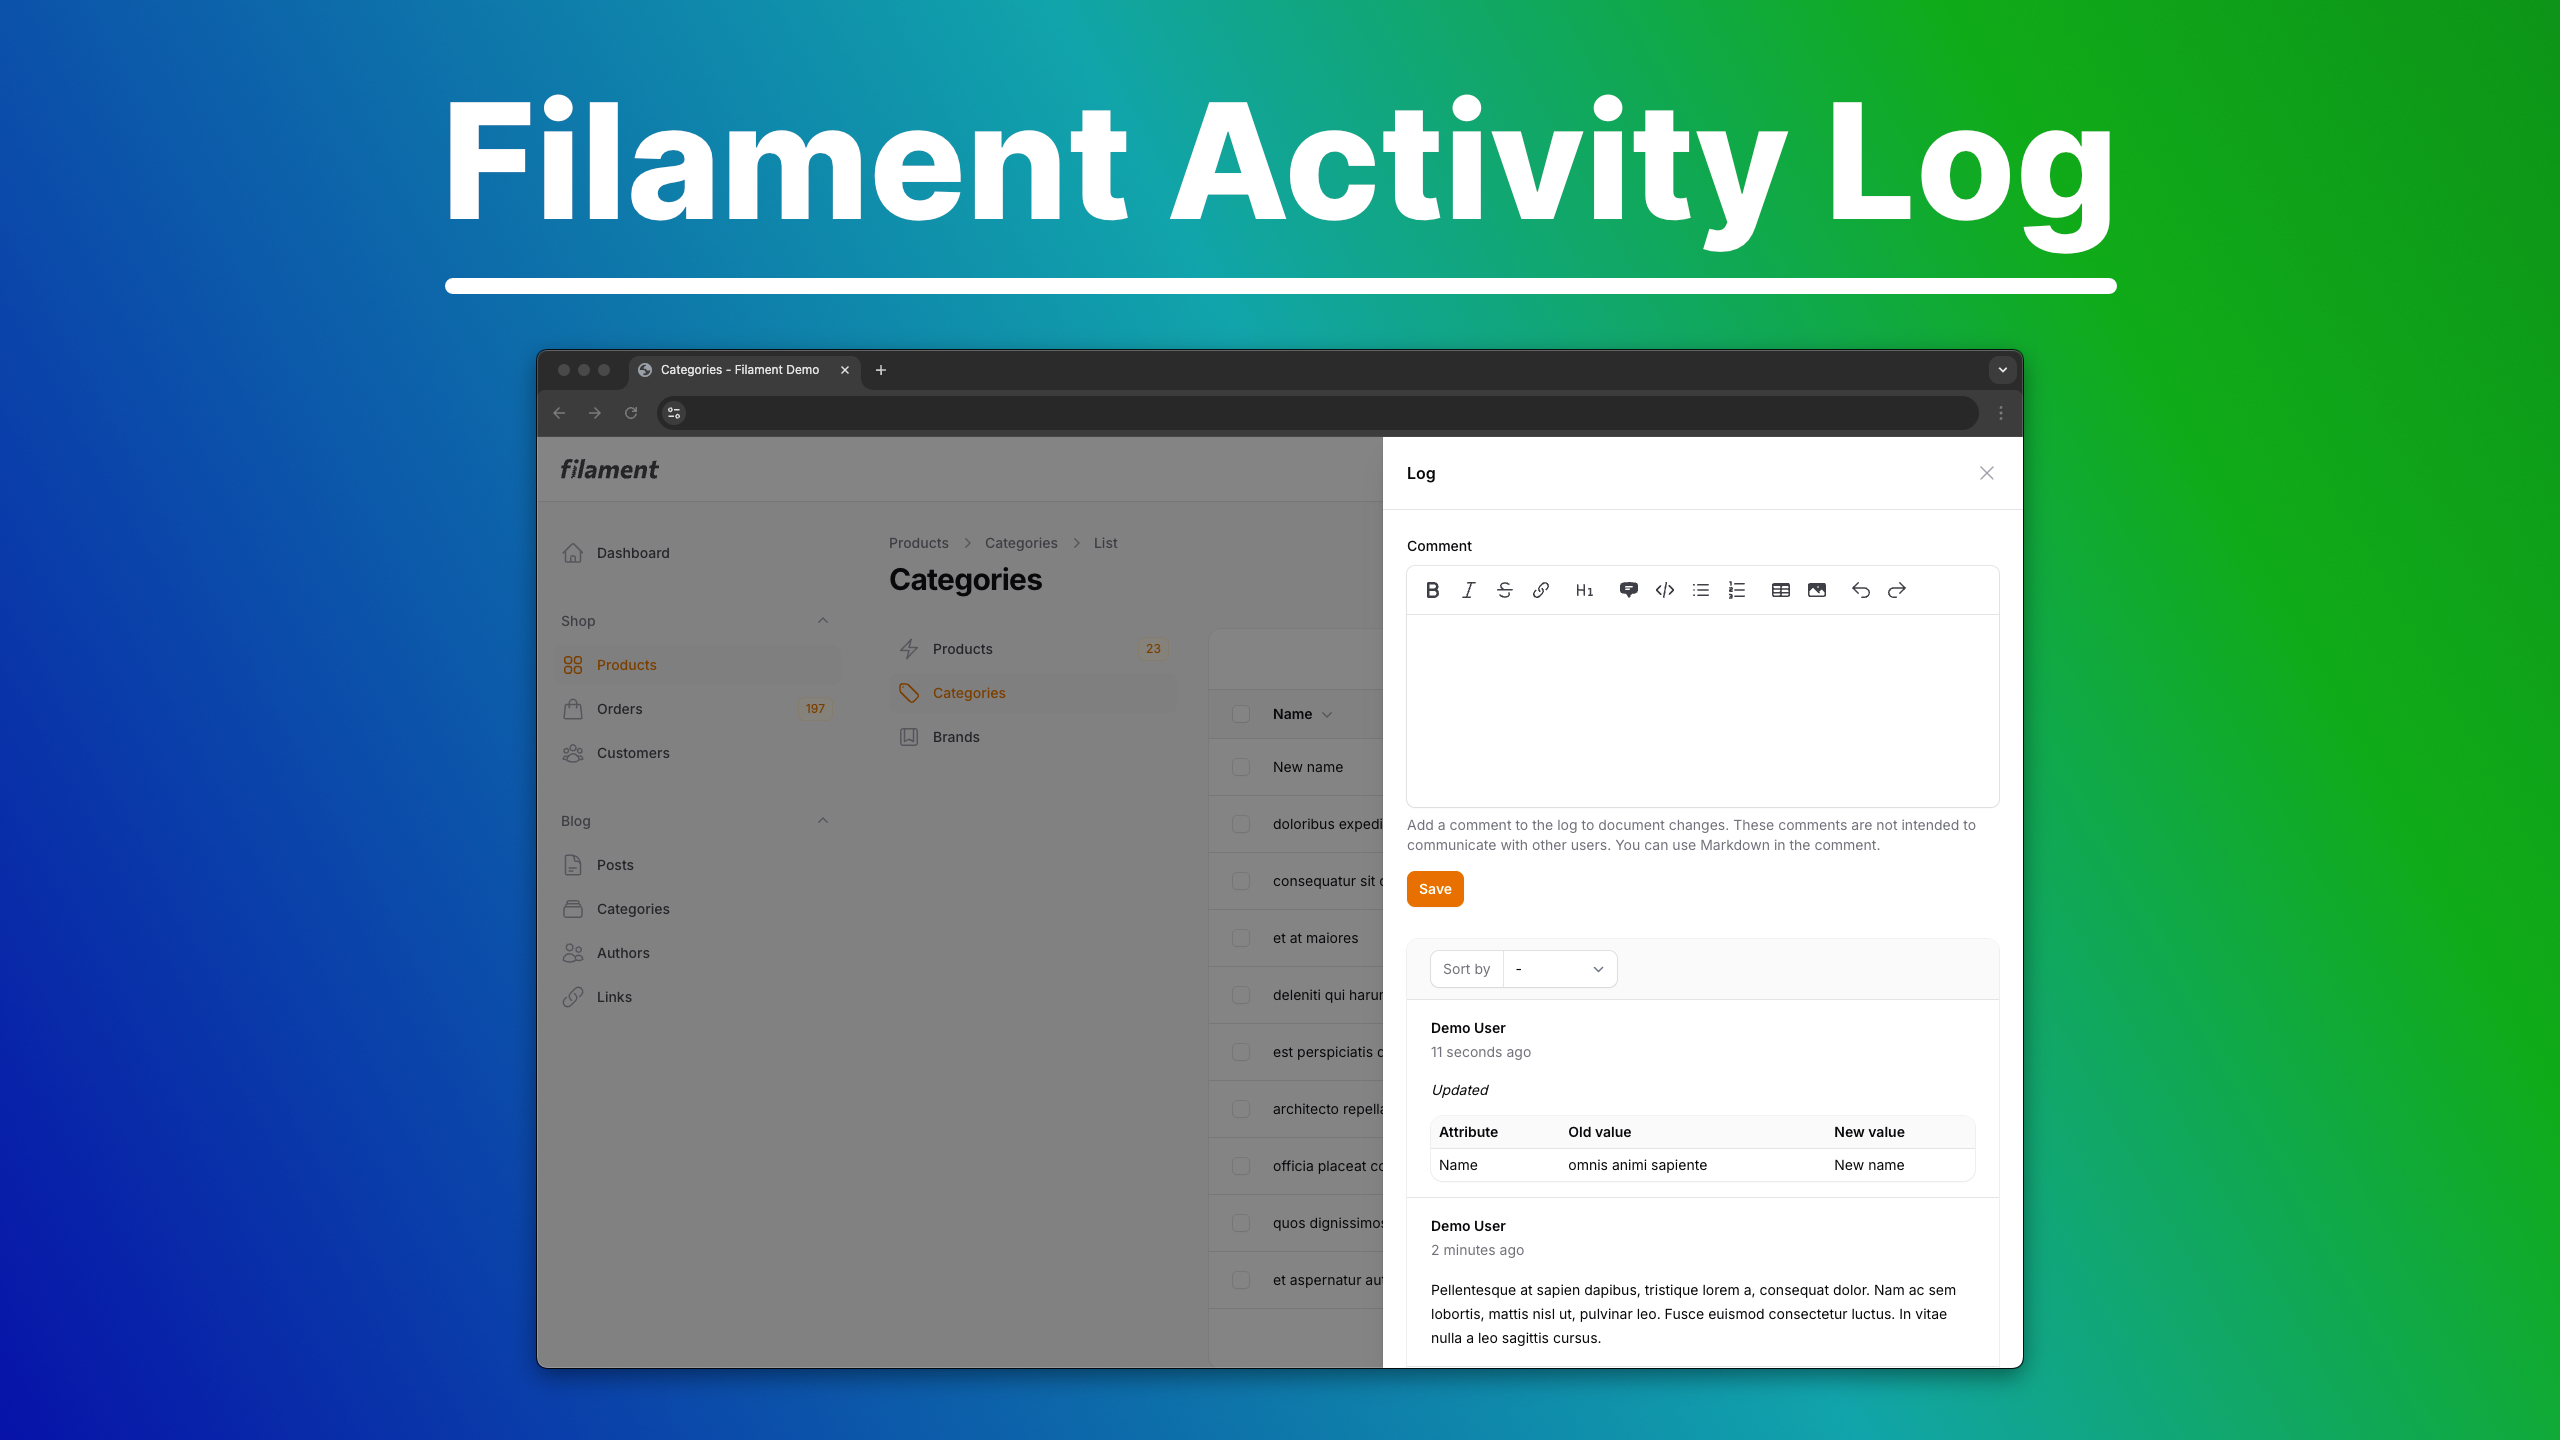 Filament Activity Log
Categories - Filament Demo
filament
Dashboard
Shop
Products
Orders 197
Customers
Blog
Posts
Categories
Authors
Links
Products > Categories > List
Categories
Products 23
Categories
Brands
Name
New name
doloribus expedi
consequatur sit
et at maiores
deleniti qui harur
est perspiciatis
architecto repella
officia placeat
quos dignissimos
et aspernatur
Log
Comment
H1
Add a comment to the log to document changes. These comments are not intended to
communicate with other users. You can use Markdown in the comment.
Save
Sort by -
Demo User
11 seconds ago
Updated
Attribute Old value New value
Name omnis animi sapiente New name
Demo User
2 minutes ago
Pellentesque at sapien dapibus, tristique lorem a, consequat dolor. Nam ac sem
lobortis, mattis nisl ut, pulvinar leo. Fusce euismod consectetur luctus. In vitae
nulla a leo sagittis cursus.